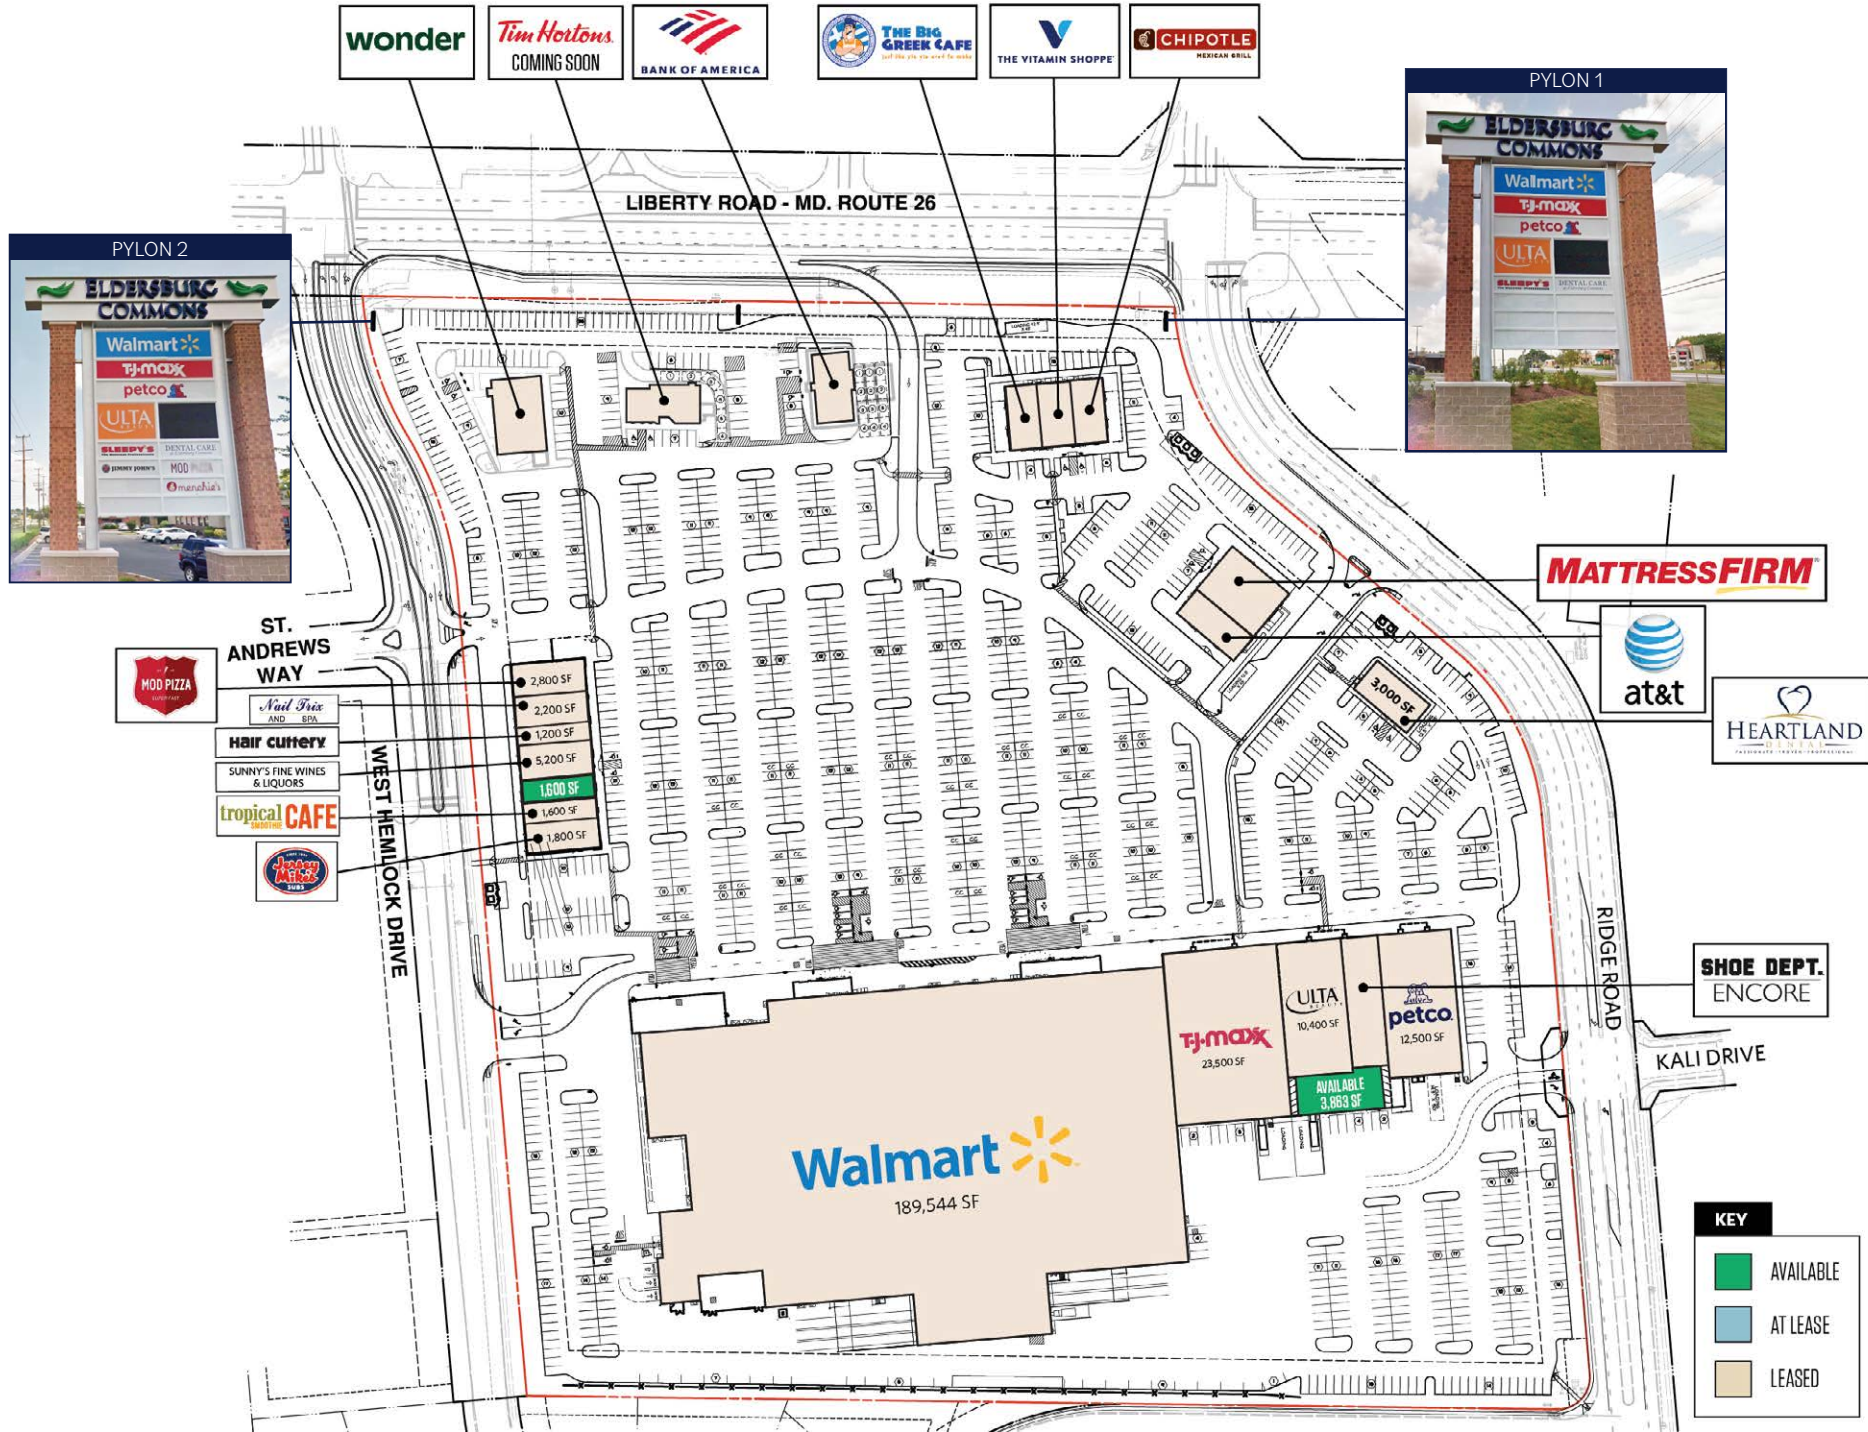 wonder
Tim Hortons.
COMING SOON
BANK OF AMERICA
THE BIG
GREEK CAFE
THE VITAMIN SHOPPE
CHIPOTLE
MEXICAN GRILL
PYLON 1
ELDERSBURG
COMMONS
Walmart
T.J.maxx
petco
ULTA
SLEEPY'S
DENTAL CARE
LIBERTY ROAD - MD. ROUTE 26
PYLON 2
ELDERSBURG
COMMONS
Walmart
T.J.maxx
petco
ULTA
SLEEPY'S
DENTAL CARE
JIMMY JOHN'S
MOD PIZZA
menchie's
MATTRESSFIRM
at&t
HEARTLAND
DENTAL
3,000 SF
ST.
ANDREWS
WAY
MOD PIZZA
Nail Trix
AND SPA
Hair Cuttery
SUNNY'S FINE WINES
& LIQUORS
tropical
SMOOTHIE
CAFE
Jersey
Mike's
SUBS
2,800 SF
2,200 SF
1,200 SF
5,200 SF
1,600 SF
1,600 SF
1,800 SF
WEST HEMLOCK DRIVE
RIDGE ROAD
SHOE DEPT.
ENCORE
KALI DRIVE
T.J.maxx
23,500 SF
ULTA
BEAUTY
10,400 SF
petco
12,500 SF
AVAILABLE
3,863 SF
LOADING
LOADING
Walmart
189,544 SF
KEY
AVAILABLE
AT LEASE
LEASED